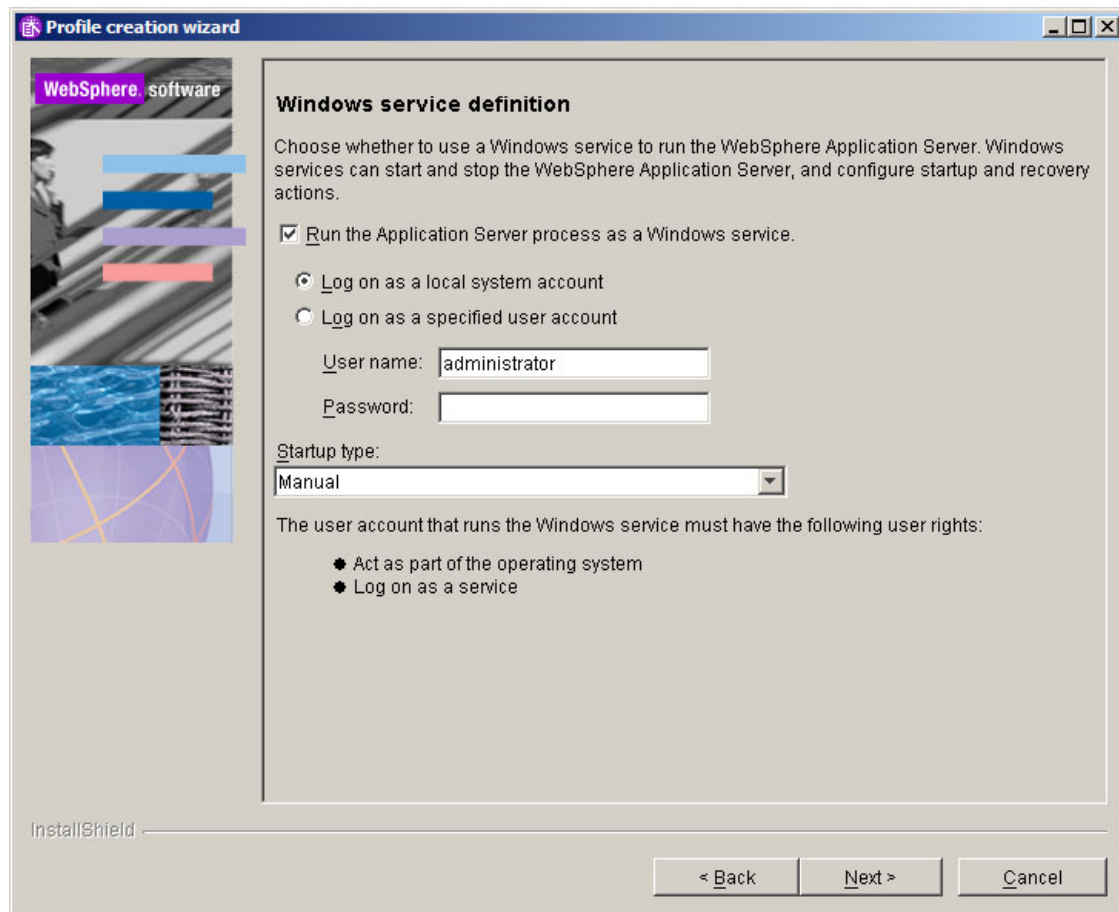 Profile creation wizard
WebSphere. software
Windows service definition
Choose whether to use a Windows service to run the WebSphere Application Server. Windows
services can start and stop the WebSphere Application Server, and configure startup and recovery
actions.
Run the Application Server process as a Windows service.
Log on as a local system account
Log on as a specified user account
User name: administrator
Password:
Startup type:
Manual
The user account that runs the Windows service must have the following user rights:
● Act as part of the operating system
● Log on as a service
InstallShield
< Back Next > Cancel